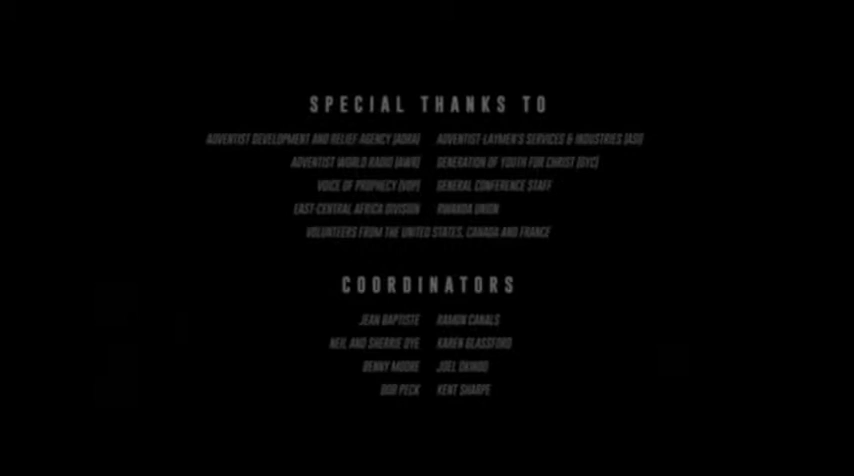 SPECIAL THANKS TO
ADVENTIST DEVELOPMENT AND RELIEF AGENCY (ADRA) ADVENTIST-LAYMEN'S SERVICES & INDUSTRIES (ASI)
ADVENTIST WORLD RADIO (AWR) GENERATION OF YOUTH FOR CHRIST (GYC)
VOICE OF PROPHECY (VOP) GENERAL CONFERENCE STAFF
EAST-CENTRAL AFRICA DIVISION RWANDA UNION
VOLUNTEERS FROM THE UNITED STATES, CANADA AND FRANCE
COORDINATORS
JEAN BAPTISTE RAMON CANALS
NEIL AND SHERRIE DYE KAREN GLASSFORD
BENNY MOORE JOEL OKINDO
BOB PECK KENT SHARPE